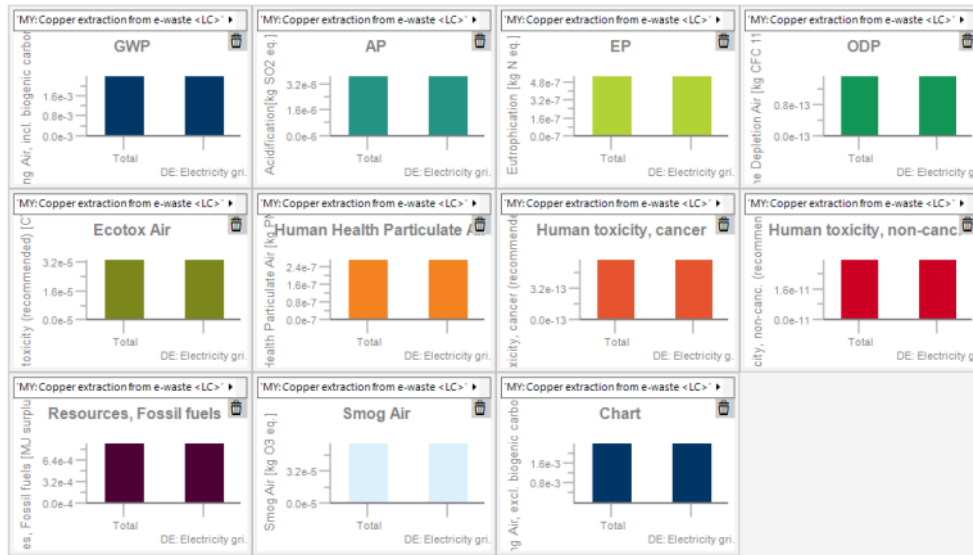 'MY: Copper extraction from e-waste <LC>'
GWP
ng Air, incl. biogenic carbon
1.6e-3
0.8e-3
0.0e-3
Total
DE: Electricity gri.
'MY: Copper extraction from e-waste <LC>'
AP
Acidification[kg SO2 eq.]
3.2e-6
1.6e-6
0.0e-6
Total
DE: Electricity gri.
'MY: Copper extraction from e-waste <LC>'
EP
Eutrophication [kg N eq.]
4.8e-7
3.2e-7
1.6e-7
0.0e-7
Total
DE: Electricity gri.
'MY: Copper extraction from e-waste <LC>'
ODP
ne Depletion Air [kg CFC 11
0.8e-13
0.0e-13
Total
DE: Electricity gri.
'MY: Copper extraction from e-waste <LC>'
Ecotox Air
toxicity (recommended) [C
3.2e-5
1.6e-5
0.0e-5
Total
DE: Electricity gri.
'MY: Copper extraction from e-waste <LC>'
Human Health Particulate A
Health Particulate Air [kg PM
2.4e-7
1.6e-7
0.8e-7
0.0e-7
Total
DE: Electricity gri.
'MY: Copper extraction from e-waste <LC>'
Human toxicity, cancer
xicity, cancer (recommende
3.2e-13
0.0e-13
Total
DE: Electricity gri.
'MY: Copper extraction from e-waste <LC>'
Human toxicity, non-canc.
city, non-canc. (recommen
1.6e-11
0.0e-11
Total
DE: Electricity gri.
'MY: Copper extraction from e-waste <LC>'
Resources, Fossil fuels
es, Fossil fuels [MJ surplu
6.4e-4
3.2e-4
0.0e-4
Total
DE: Electricity gri.
'MY: Copper extraction from e-waste <LC>'
Smog Air
Smog Air [kg O3 eq.]
3.2e-5
0.0e-5
Total
DE: Electricity gri.
'MY: Copper extraction from e-waste <LC>'
Chart
ng Air, excl. biogenic carbo
1.6e-3
0.8e-3
Total
DE: Electricity gri.